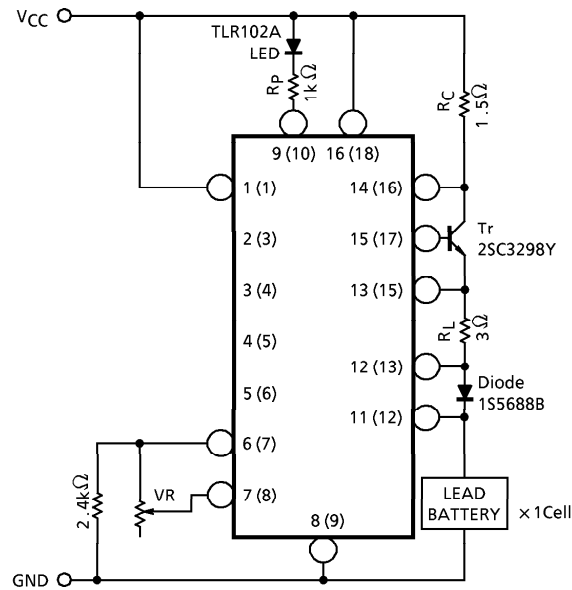 VCC
TLR102A
LED
RP
1kΩ
RC
1.5Ω
9 (10)
16 (18)
1 (1)
14 (16)
2 (3)
15 (17)
Tr
2SC3298Y
3 (4)
13 (15)
RL
3Ω
4 (5)
12 (13)
Diode
1S5688B
5 (6)
11 (12)
6 (7)
2.4kΩ
VR
7 (8)
LEAD
BATTERY
×1Cell
8 (9)
GND